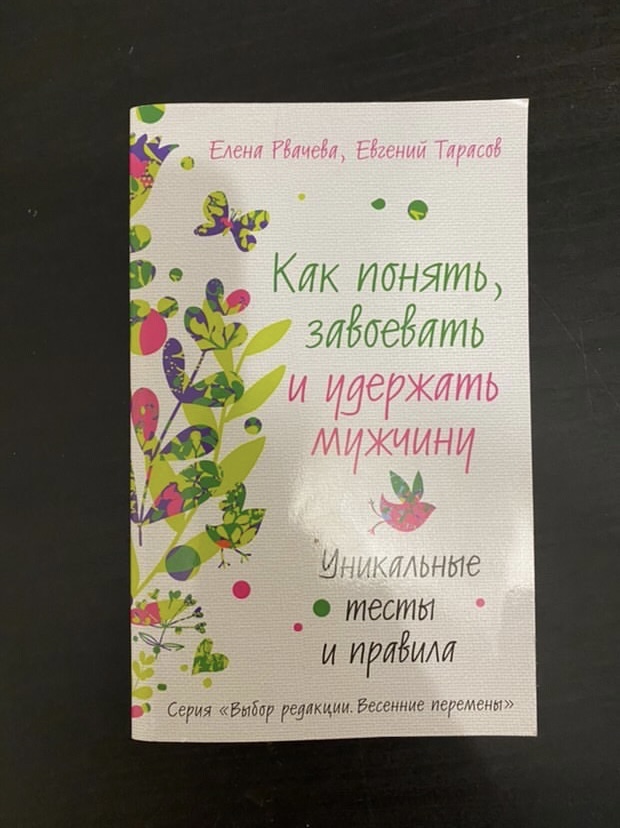 Елена Рвачева, Евгений Тарасов
Как понять,
завоевать
и удержать
мужчину
Уникальные
тесты
и правила
Серия «Выбор редакции. Весенние перемены»